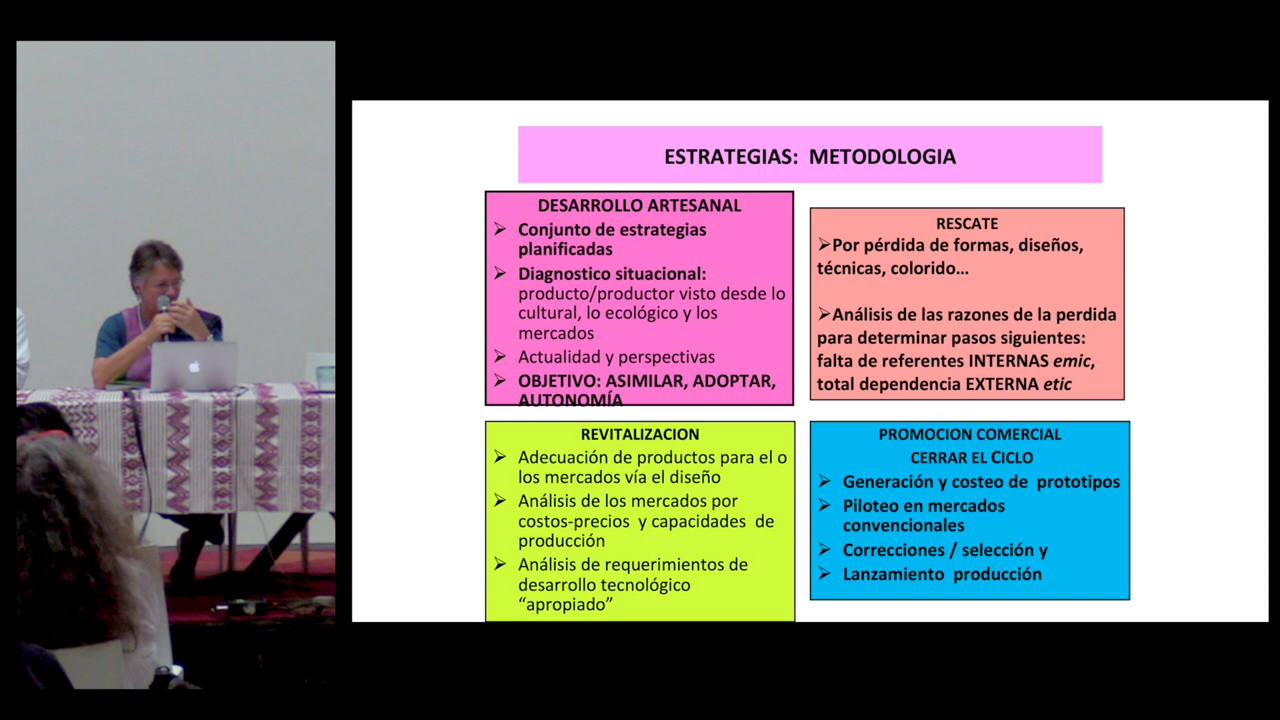 ESTRATEGIAS: METODOLOGIA
DESARROLLO ARTESANAL
➢ Conjunto de estrategias
planificadas
➢ Diagnostico situacional:
producto/productor visto desde lo
cultural, lo ecológico y los
mercados
➢ Actualidad y perspectivas
➢ OBJETIVO: ASIMILAR, ADOPTAR,
AUTONOMÍA
RESCATE
➢Por pérdida de formas, diseños,
técnicas, colorido...
➢Análisis de las razones de la perdida
para determinar pasos siguientes:
falta de referentes INTERNAS emic,
total dependencia EXTERNA etic
REVITALIZACION
➢ Adecuación de productos para el o
los mercados vía el diseño
➢ Análisis de los mercados por
costos-precios y capacidades de
producción
➢ Análisis de requerimientos de
desarrollo tecnológico
“apropiado”
PROMOCION COMERCIAL
CERRAR EL CICLO
➢ Generación y costeo de prototipos
➢ Piloteo en mercados
convencionales
➢ Correcciones / selección y
➢ Lanzamiento producción